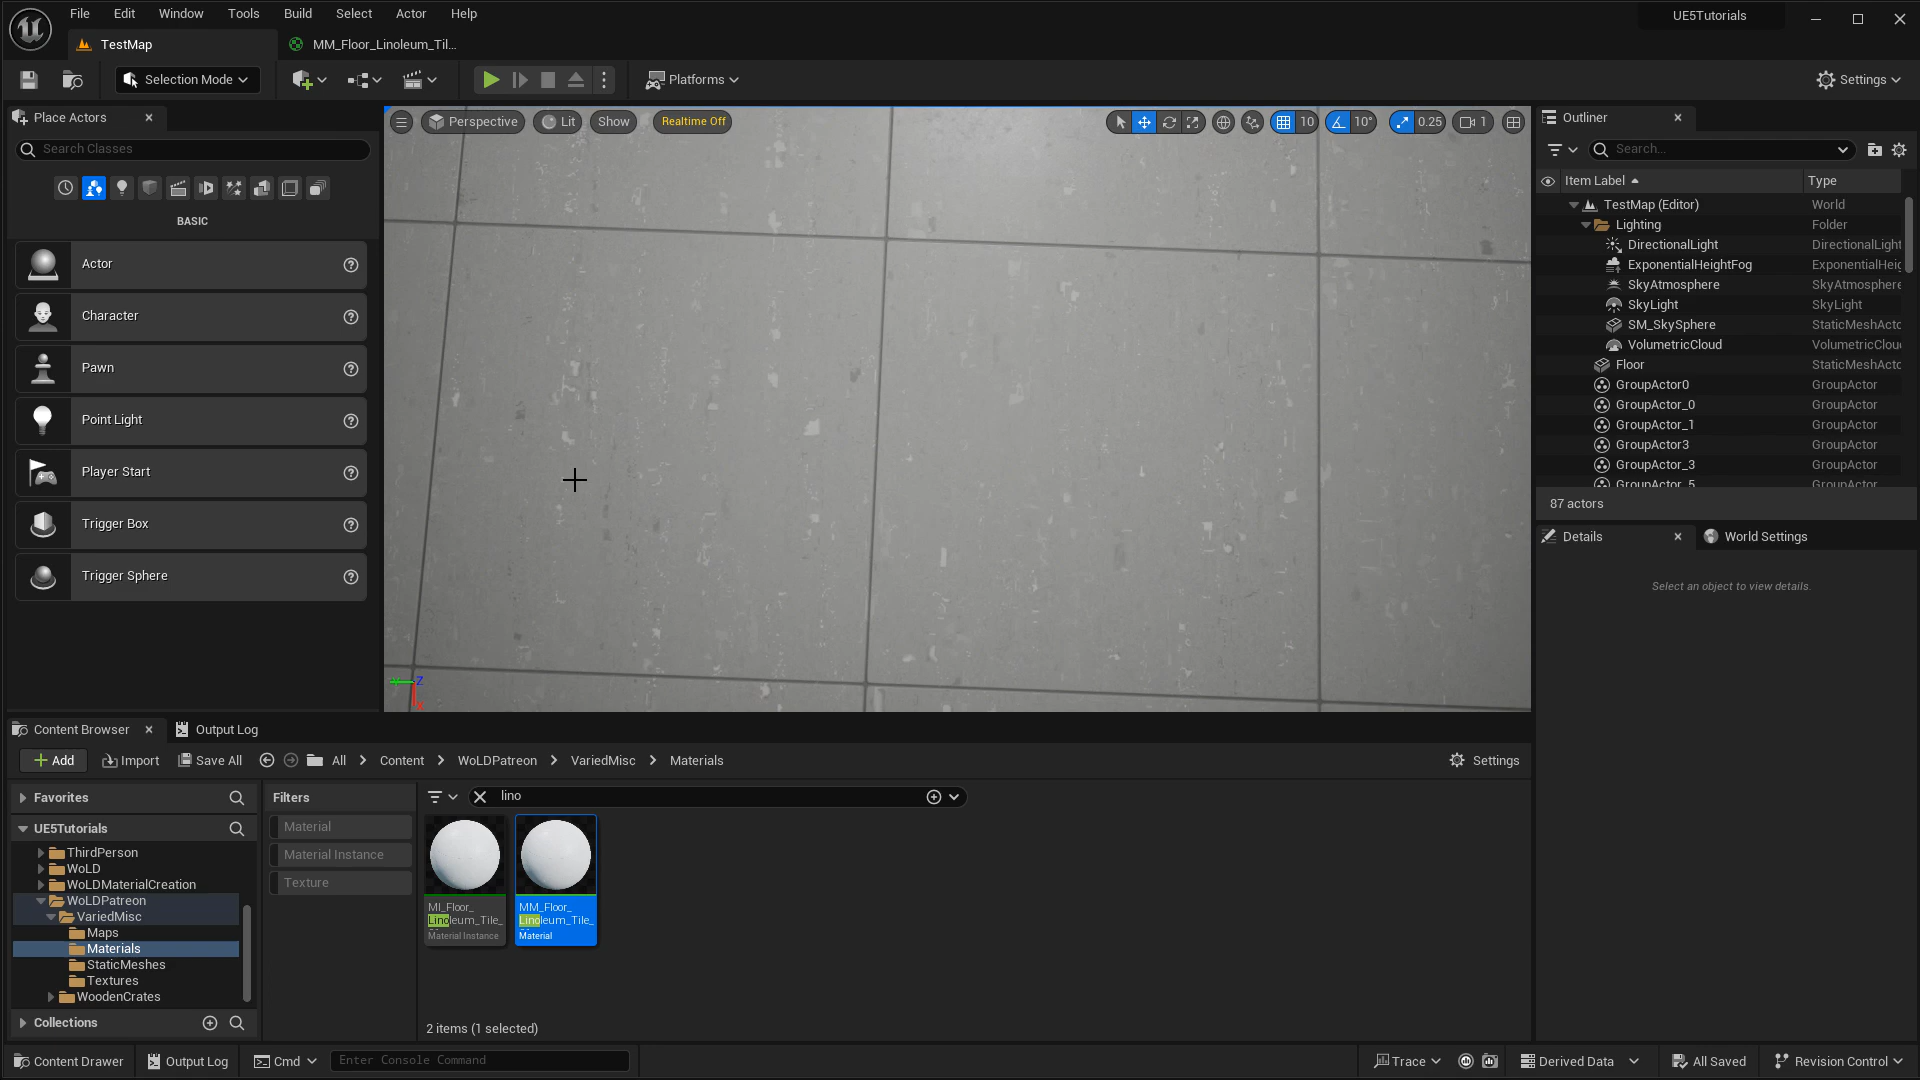 File Edit Window Tools Build Select Actor Help
UE5Tutorials
TestMap
MM_Floor_Linoleum_Til...
Selection Mode
Platforms
Settings
Place Actors
Search Classes
BASIC
Actor
Character
Pawn
Point Light
Player Start
Trigger Box
Trigger Sphere
Perspective
Lit
Show
Realtime Off
10
10°
0.25
1
Z
Outliner
Search...
Item Label Type
TestMap (Editor) World
Lighting Folder
DirectionalLight DirectionalLight
ExponentialHeightFog ExponentialHeig
SkyAtmosphere SkyAtmosphere
SkyLight SkyLight
SM_SkySphere StaticMeshActo
VolumetricCloud VolumetricClou
Floor StaticMeshActo
GroupActor0 GroupActor
GroupActor_0 GroupActor
GroupActor_1 GroupActor
GroupActor3 GroupActor
GroupActor_3 GroupActor
GroupActor_5 GroupActor
87 actors
Details
World Settings
Select an object to view details.
Content Browser
Output Log
Add
Import
Save All
All > Content > WoLDPatreon > VariedMisc > Materials
Settings
Favorites
UE5Tutorials
ThirdPerson
WoLD
WoLDMaterialCreation
WoLDPatreon
VariedMisc
Maps
Materials
StaticMeshes
Textures
WoodenCrates
Collections
Filters
Material
Material Instance
Texture
lino
MI_Floor_
Linoleum_Tile_
Material Instance
MM_Floor_
Linoleum_Tile_
Material
2 items (1 selected)
Content Drawer
Output Log
Cmd
Enter Console Command
Trace
Derived Data
All Saved
Revision Control